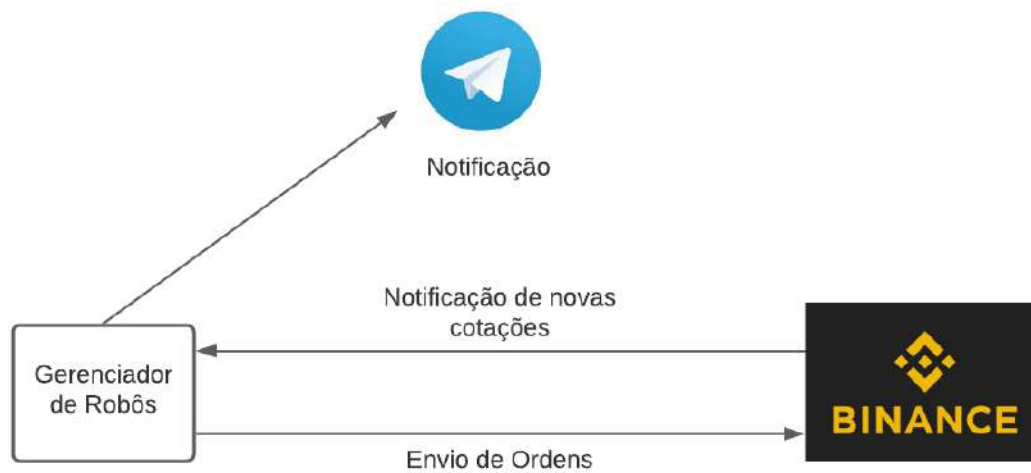 Notificação
Notificação de novas
cotações
Gerenciador
de Robôs
BINANCE
Envio de Ordens